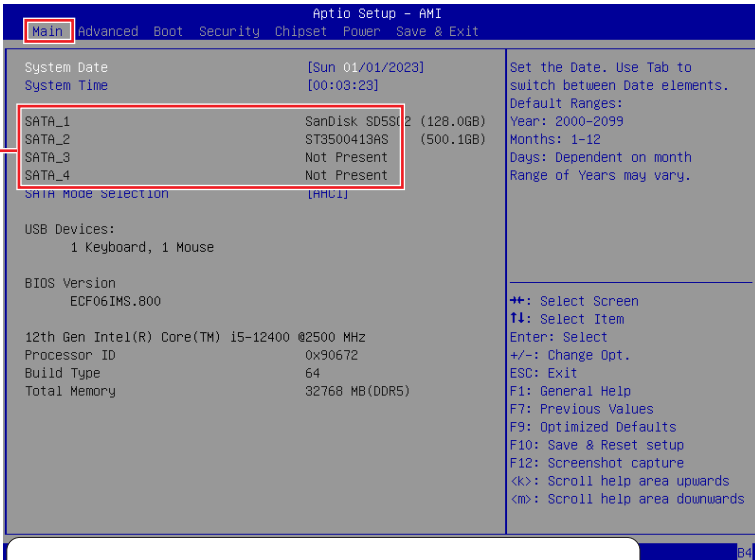 Aptio Setup – AMI
Main Advanced Boot Security Chipset Power Save & Exit
System Date [Sun 01/01/2023]
System Time [00:03:23]
SATA_1 SanDisk SD5SG2 (128.0GB)
SATA_2 ST3500413AS (500.1GB)
SATA_3 Not Present
SATA_4 Not Present
SATA Mode Selection [AHCI]
USB Devices:
1 Keyboard, 1 Mouse
BIOS Version
ECF06IMS.800
12th Gen Intel(R) Core(TM) i5-12400 @2500 MHz
Processor ID 0x90672
Build Type 64
Total Memory 32768 MB(DDR5)
Set the Date. Use Tab to
switch between Date elements.
Default Ranges:
Year: 2000-2099
Months: 1-12
Days: Dependent on month
Range of Years may vary.
→←: Select Screen
↑↓: Select Item
Enter: Select
+/-: Change Opt.
ESC: Exit
F1: General Help
F7: Previous Values
F9: Optimized Defaults
F10: Save & Reset setup
F12: Screenshot capture
<k>: Scroll help area upwards
<m>: Scroll help area downwards
B4